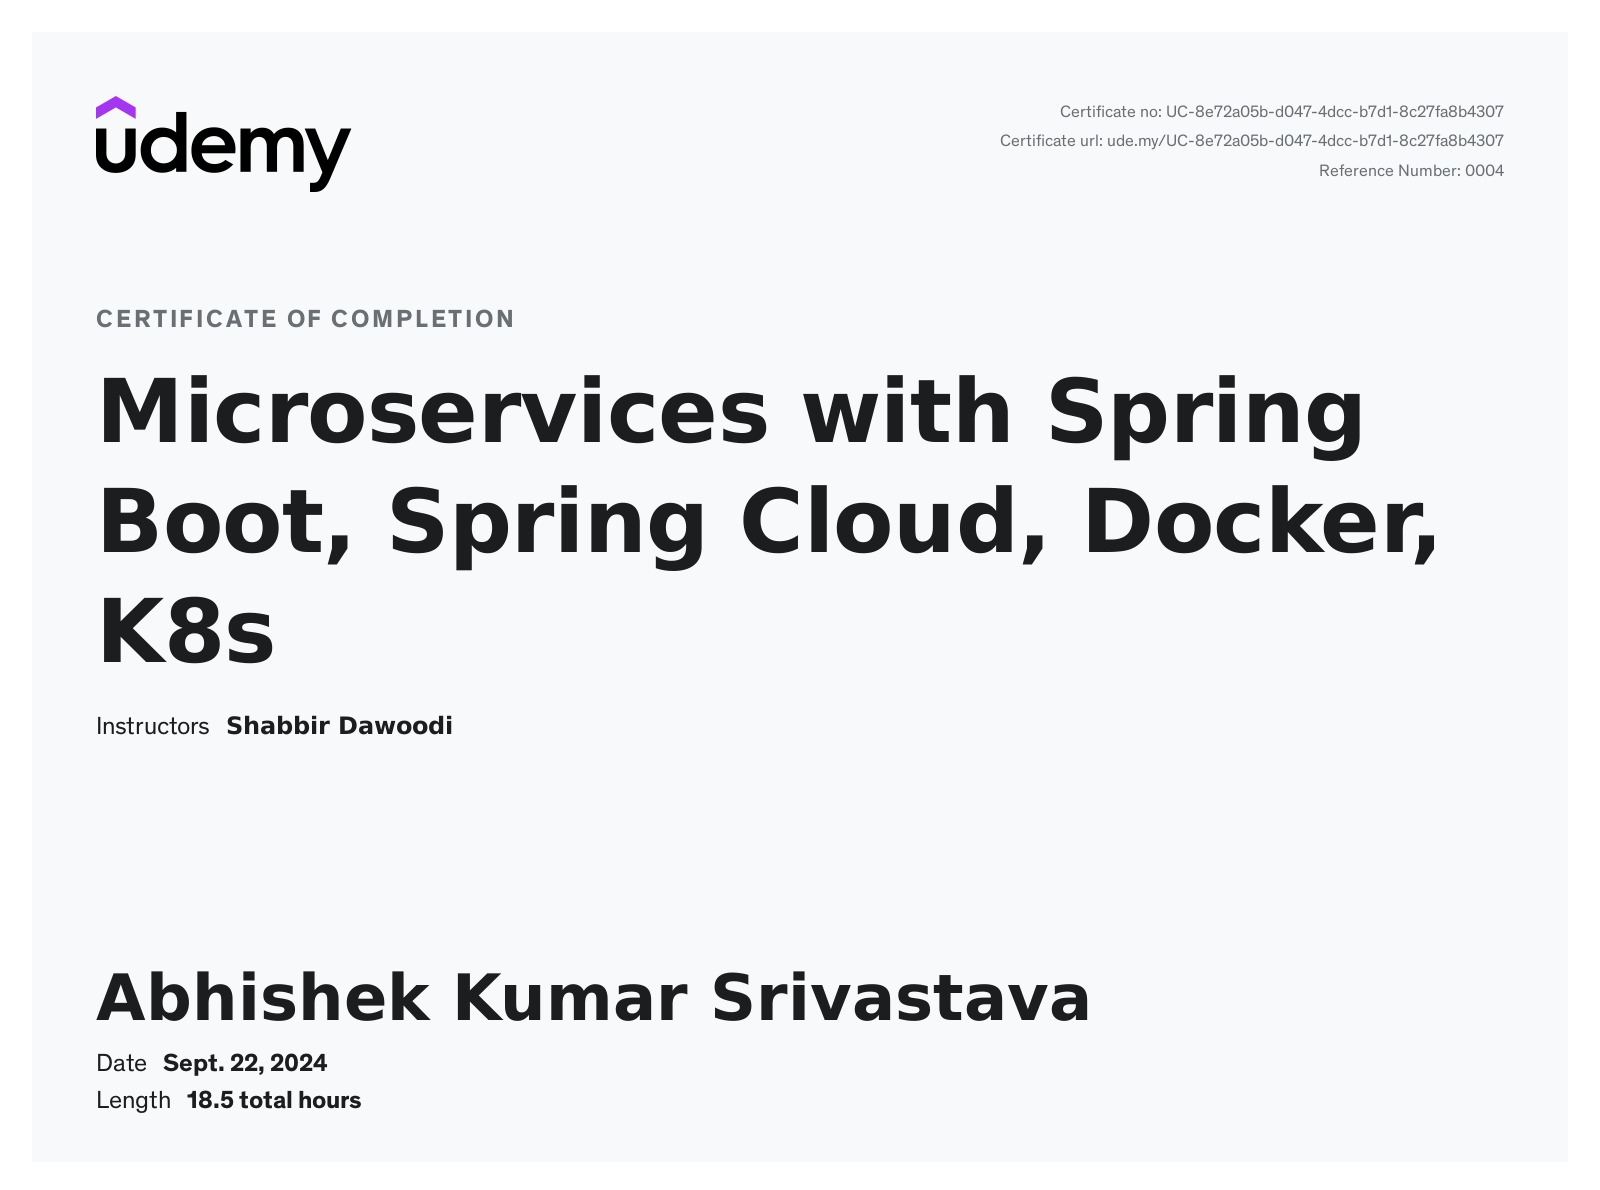 udemy
Certificate no: UC-8e72a05b-d047-4dcc-b7d1-8c27fa8b4307
Certificate url: ude.my/UC-8e72a05b-d047-4dcc-b7d1-8c27fa8b4307
Reference Number: 0004
CERTIFICATE OF COMPLETION
Microservices with Spring
Boot, Spring Cloud, Docker,
K8s
Instructors Shabbir Dawoodi
Abhishek Kumar Srivastava
Date Sept. 22, 2024
Length 18.5 total hours